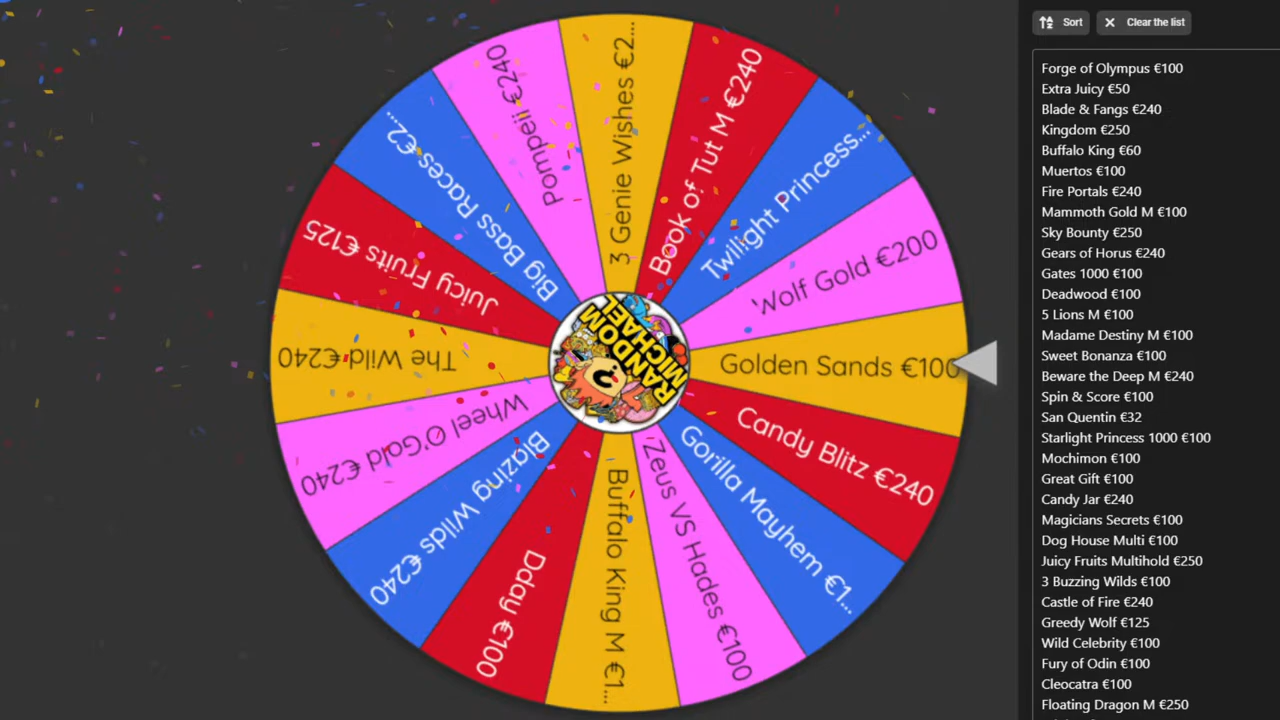 Pompeii €240
3 Genie Wishes €2...
Book of Tut M €240
Twilight Princess...
'Wolf Gold €200
Golden Sands €100
Candy Blitz €240
Gorilla Mayhem €1...
'Zeus VS Hades €100
Buffalo King M €1...
Dday €100
Blazing Wilds €240
Wheel O'Gold €240
The Wild €240
Juicy Fruits €125
Big Bass Races €2...
RANDOM
MICHAEL
Sort
Clear the list
Forge of Olympus €100
Extra Juicy €50
Blade & Fangs €240
Kingdom €250
Buffalo King €60
Muertos €100
Fire Portals €240
Mammoth Gold M €100
Sky Bounty €250
Gears of Horus €240
Gates 1000 €100
Deadwood €100
5 Lions M €100
Madame Destiny M €100
Sweet Bonanza €100
Beware the Deep M €240
Spin & Score €100
San Quentin €32
Starlight Princess 1000 €100
Mochimon €100
Great Gift €100
Candy Jar €240
Magicians Secrets €100
Dog House Multi €100
Juicy Fruits Multihold €250
3 Buzzing Wilds €100
Castle of Fire €240
Greedy Wolf €125
Wild Celebrity €100
Fury of Odin €100
Cleocatra €100
Floating Dragon M €250